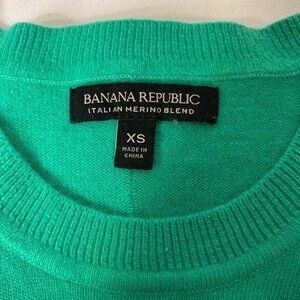 BANANA REPUBLIC
ITALIAN MERINO BLEND
XS
MADE IN
CHINA